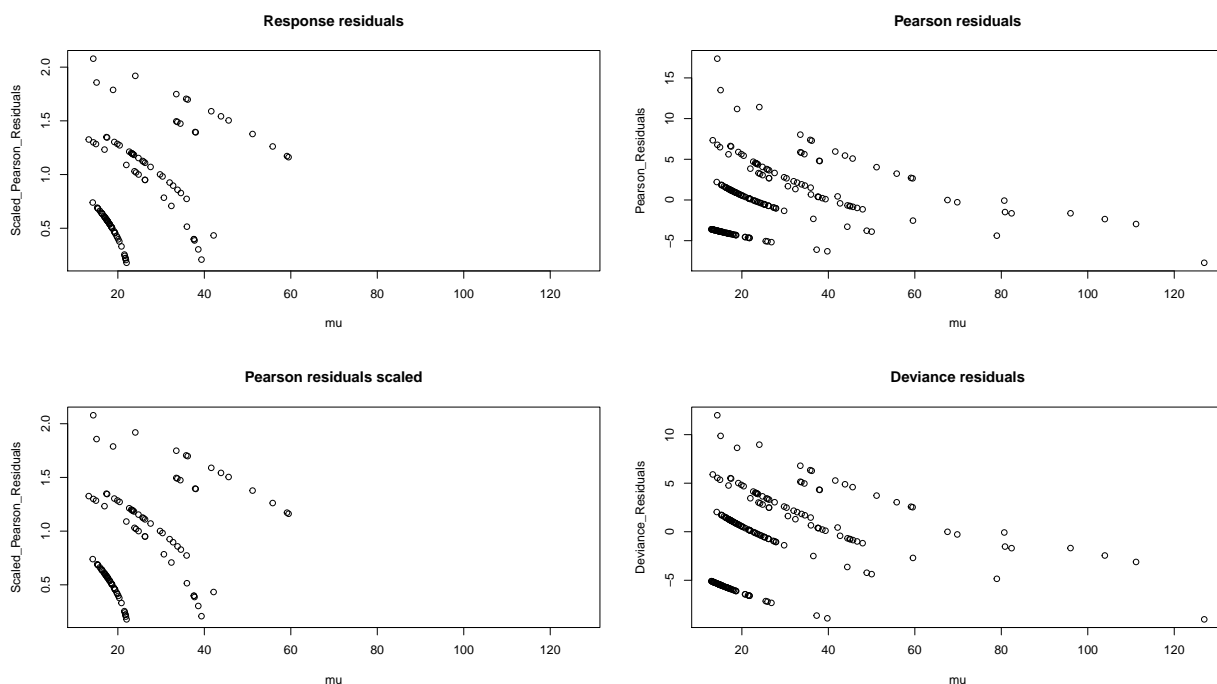 Response residuals
Scaled_Pearson_Residuals
2.0
1.5
1.0
0.5
20 40 60 80 100 120
mu
Pearson residuals
Pearson_Residuals
15
10
5
0
−5
20 40 60 80 100 120
mu
Pearson residuals scaled
Scaled_Pearson_Residuals
2.0
1.5
1.0
0.5
20 40 60 80 100 120
mu
Deviance residuals
Deviance_Residuals
10
5
0
−5
20 40 60 80 100 120
mu